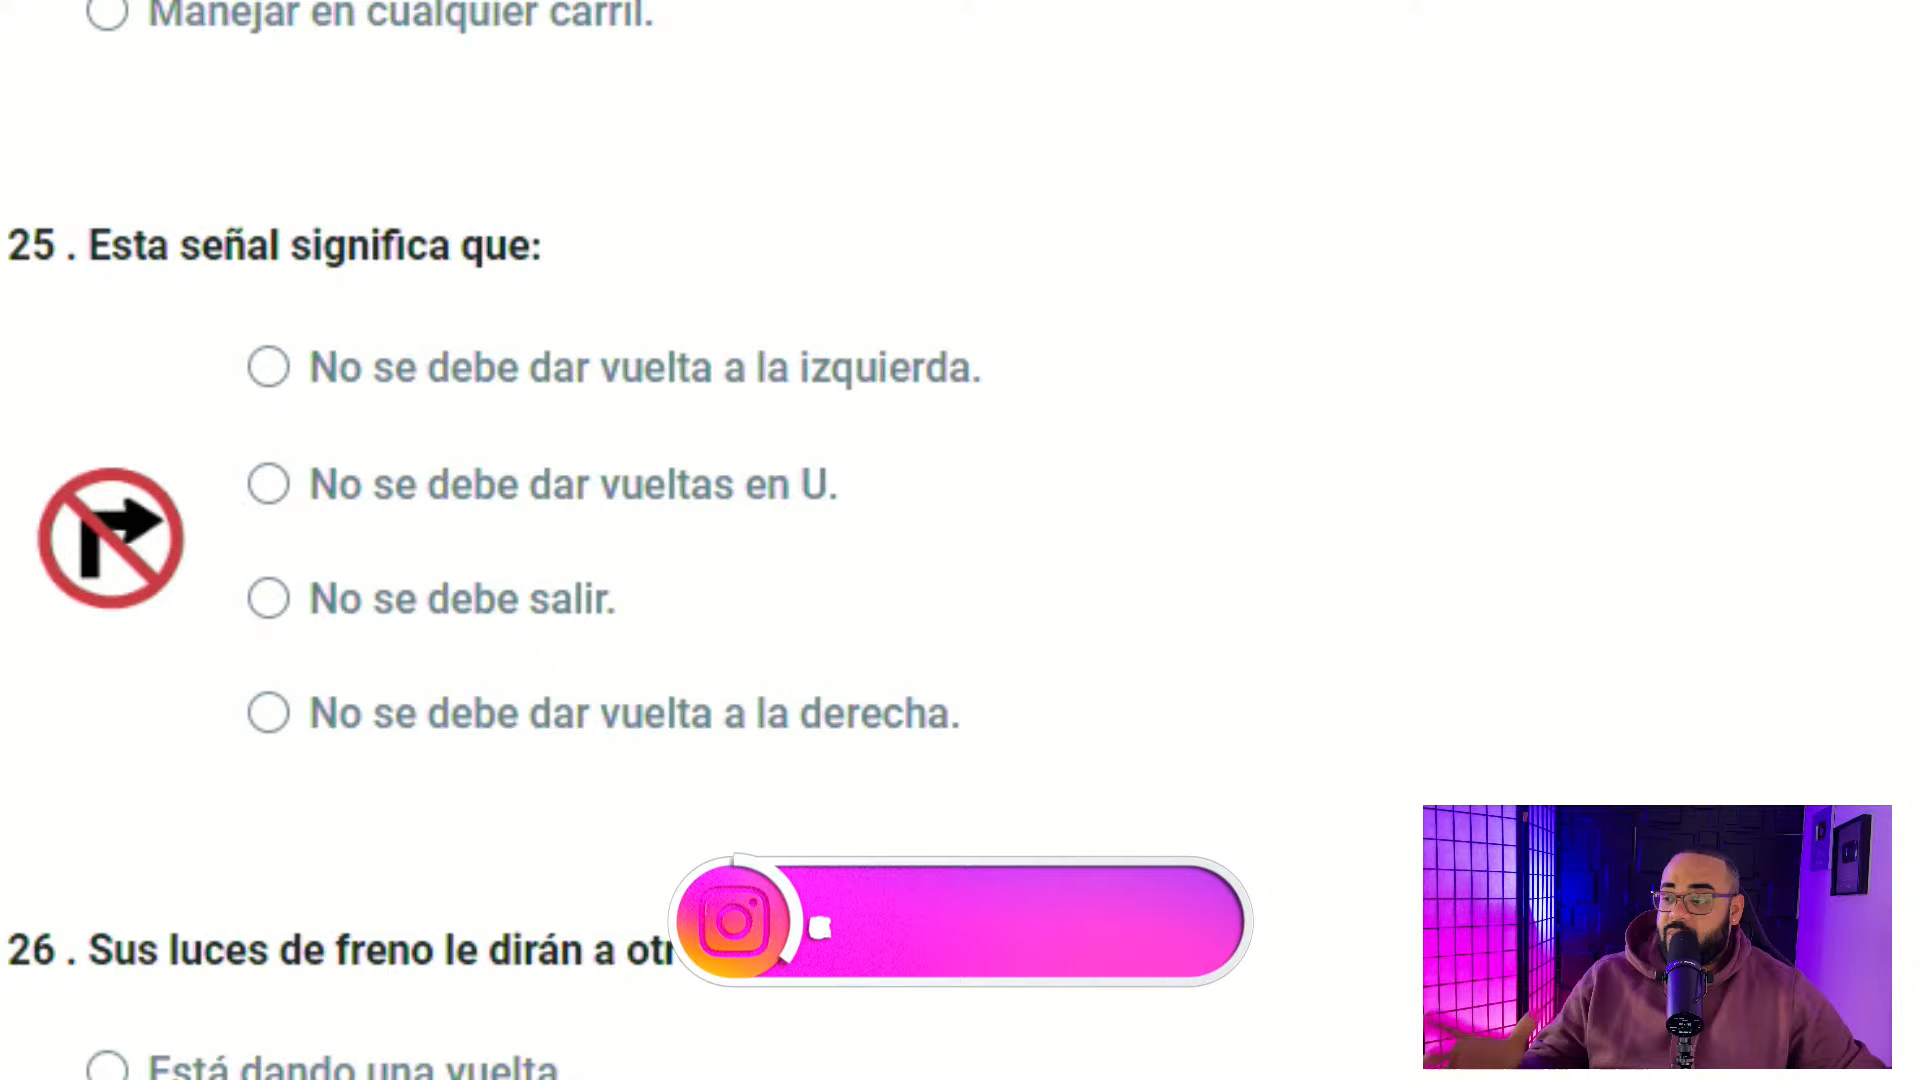 Manejar en cualquier carril.
25 . Esta señal significa que:
No se debe dar vuelta a la izquierda.
No se debe dar vueltas en U.
No se debe salir.
No se debe dar vuelta a la derecha.
26 . Sus luces de freno le dirán a
Está dando una vuelta.